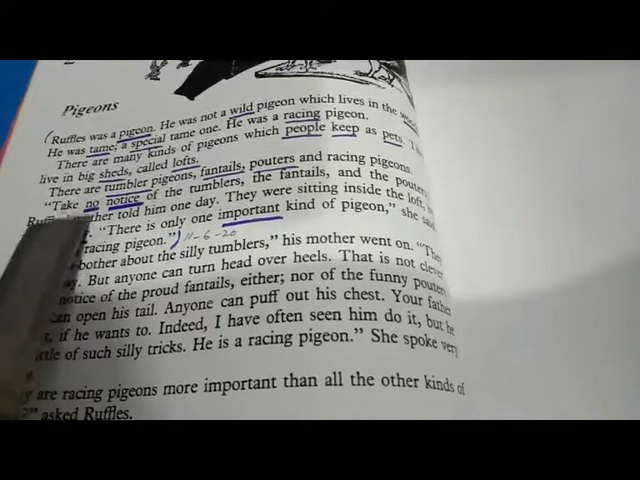 Pigeons
(Ruffles was a pigeon. He was not a wild pigeon which lives in the
He was tame; a special tame one. He was a racing pigeon.
There are many kinds of pigeons which people keep as pets.
live in big sheds, called lofts.
There are tumbler pigeons, fantails, pouters and racing pigeons.
"Take no notice of the tumblers, the fantails, and the pouters
told him one day. They were sitting inside the loft,
"There is only one important kind of pigeon," she said
racing pigeon.") 11-6-20
bother about the silly tumblers," his mother went on. "They
But anyone can turn head over heels. That is not clever
notice of the proud fantails, either; nor of the funny pouters
can open his tail. Anyone can puff out his chest. Your father
if he wants to. Indeed, I have often seen him do it, but he
of such silly tricks. He is a racing pigeon." She spoke very
are racing pigeons more important than all the other kinds of
asked Ruffles.